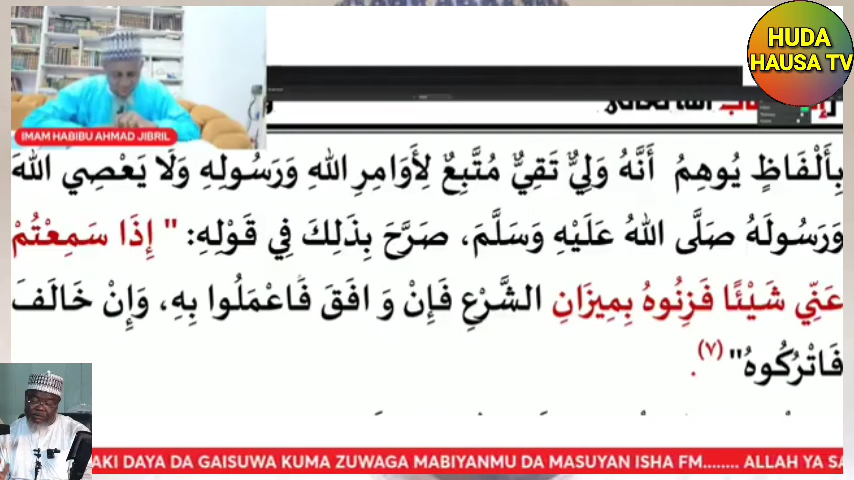 HUDA
HAUSA TV
IMAM HABIBU AHMAD JIBRIL
بِأَلْفَاظٍ يُوهِمُ أَنَّهُ وَلِيٌّ تَقِيٌّ مُتَّبِعٌ لِأَوَامِرِ اللهِ وَرَسُولِهِ وَلَا يَعْصِي اللهَ
وَرَسُولَهُ صَلَّى اللهُ عَلَيْهِ وَسَلَّمَ، صَرَّحَ بِذَلِكَ فِي قَوْلِهِ: " إِذَا سَمِعْتُمْ
عَنِّي شَيْئًا فَزِنُوهُ بِمِيزَانِ الشَّرْعِ فَإِنْ وَ افَقَ فَاعْمَلُوا بِهِ، وَإِنْ خَالَفَ
فَاتْرُكُوهُ" (٧).
AKI DAYA DA GAISUWA KUMA ZUWAGA MABIYANMU DA MASUYAN ISHA FM........ ALLAH YA SA